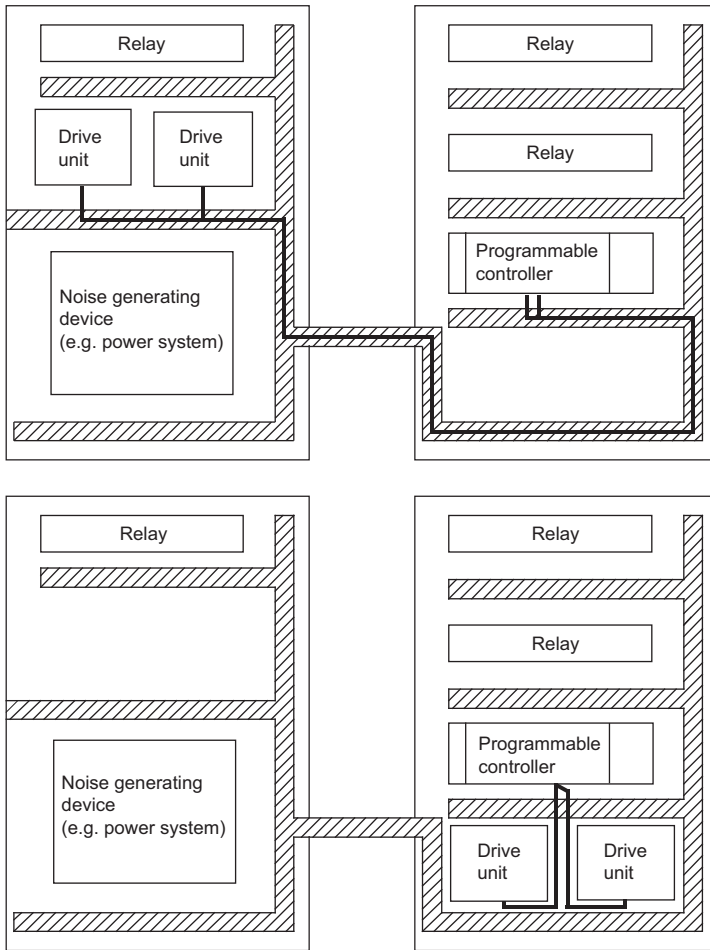 Relay
Drive
unit
Drive
unit
Noise generating
device
(e.g. power system)
Relay
Relay
Programmable
controller
Relay
Noise generating
device
(e.g. power system)
Relay
Relay
Programmable
controller
Drive
unit
Drive
unit